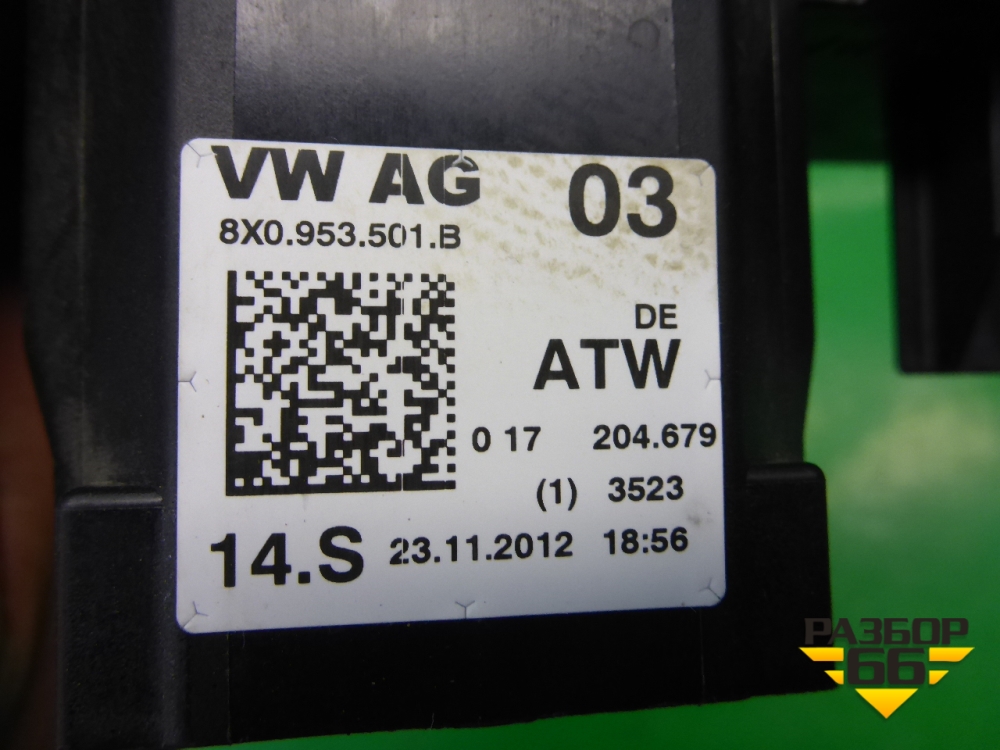 VW AG 03
8X0.953.501.B
DE
ATW
0 17 204.679
(1) 3523
14.S 23.11.2012 18:56
РАЗБОР
66